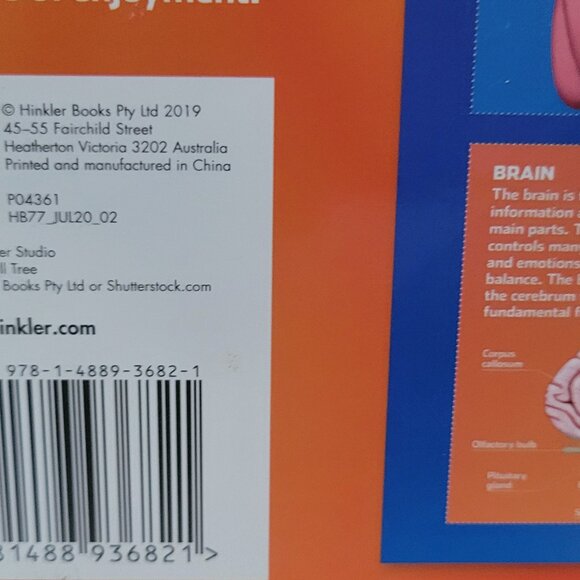 enjoyment.
© Hinkler Books Pty Ltd 2019
45–55 Fairchild Street
Heatherton Victoria 3202 Australia
Printed and manufactured in China
P04361
HB77_JUL20_02
er Studio
ll Tree
Books Pty Ltd or Shutterstock.com
inkler.com
978-1-4889-3682-1
81488 936821 >
BRAIN
The brain is
information
main parts. T
controls man
and emotions
balance. The
the cerebrum
fundamental f
Corpus
callosum
Olfactory bulb
Pituitary
gland